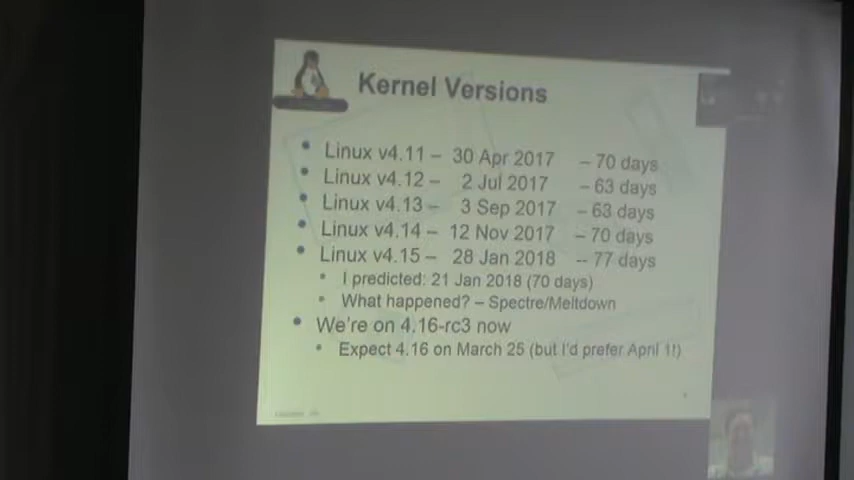 Kernel Versions
• Linux v4.11 – 30 Apr 2017 – 70 days
• Linux v4.12 – 2 Jul 2017 – 63 days
• Linux v4.13 – 3 Sep 2017 – 63 days
• Linux v4.14 – 12 Nov 2017 – 70 days
• Linux v4.15 – 28 Jan 2018 -- 77 days
• I predicted: 21 Jan 2018 (70 days)
• What happened? – Spectre/Meltdown
• We're on 4.16-rc3 now
• Expect 4.16 on March 25 (but I'd prefer April 1!)